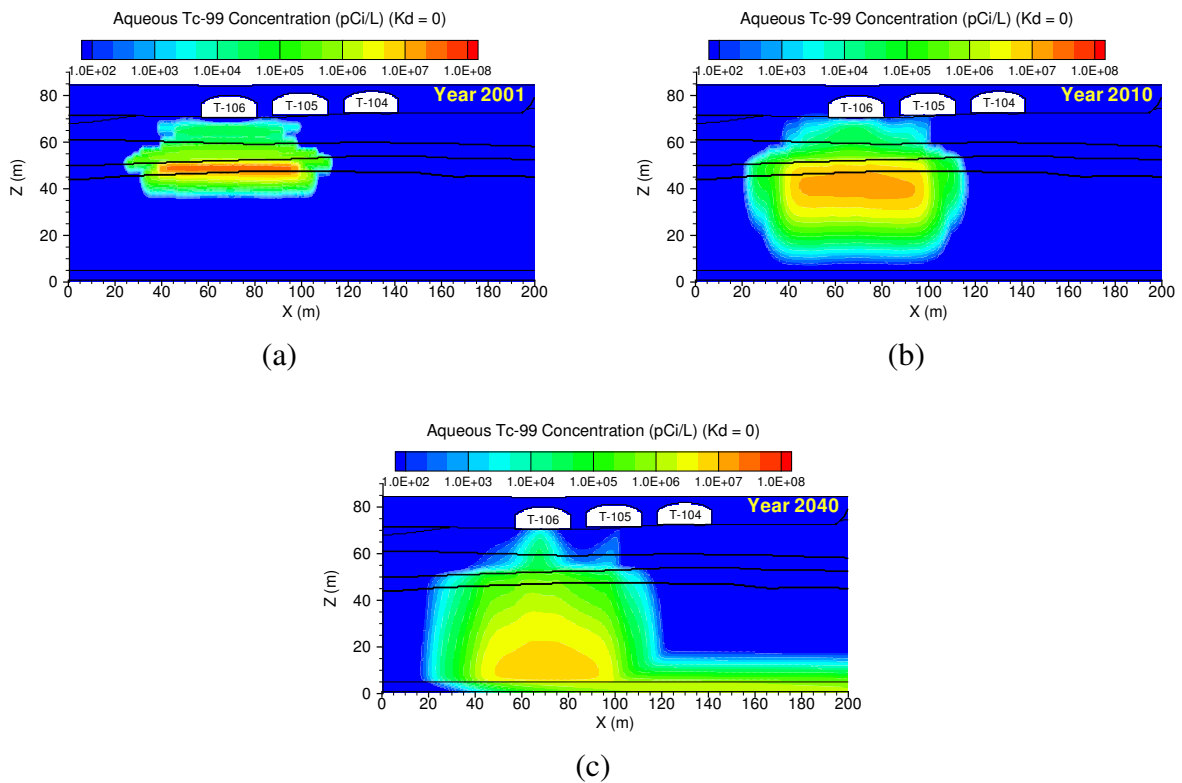 Aqueous Tc-99 Concentration (pCi/L) (Kd = 0)
1.0E+02 1.0E+03 1.0E+04 1.0E+05 1.0E+06 1.0E+07 1.0E+08
Year 2001
T-106 T-105 T-104
Z (m)
80
60
40
20
0
0 20 40 60 80 100 120 140 160 180 200
X (m)
(a)
Aqueous Tc-99 Concentration (pCi/L) (Kd = 0)
1.0E+02 1.0E+03 1.0E+04 1.0E+05 1.0E+06 1.0E+07 1.0E+08
Year 2010
T-106 T-105 T-104
Z (m)
80
60
40
20
0
0 20 40 60 80 100 120 140 160 180 200
X (m)
(b)
Aqueous Tc-99 Concentration (pCi/L) (Kd = 0)
1.0E+02 1.0E+03 1.0E+04 1.0E+05 1.0E+06 1.0E+07 1.0E+08
Year 2040
T-106 T-105 T-104
Z (m)
80
60
40
20
0
0 20 40 60 80 100 120 140 160 180 200
X (m)
(c)